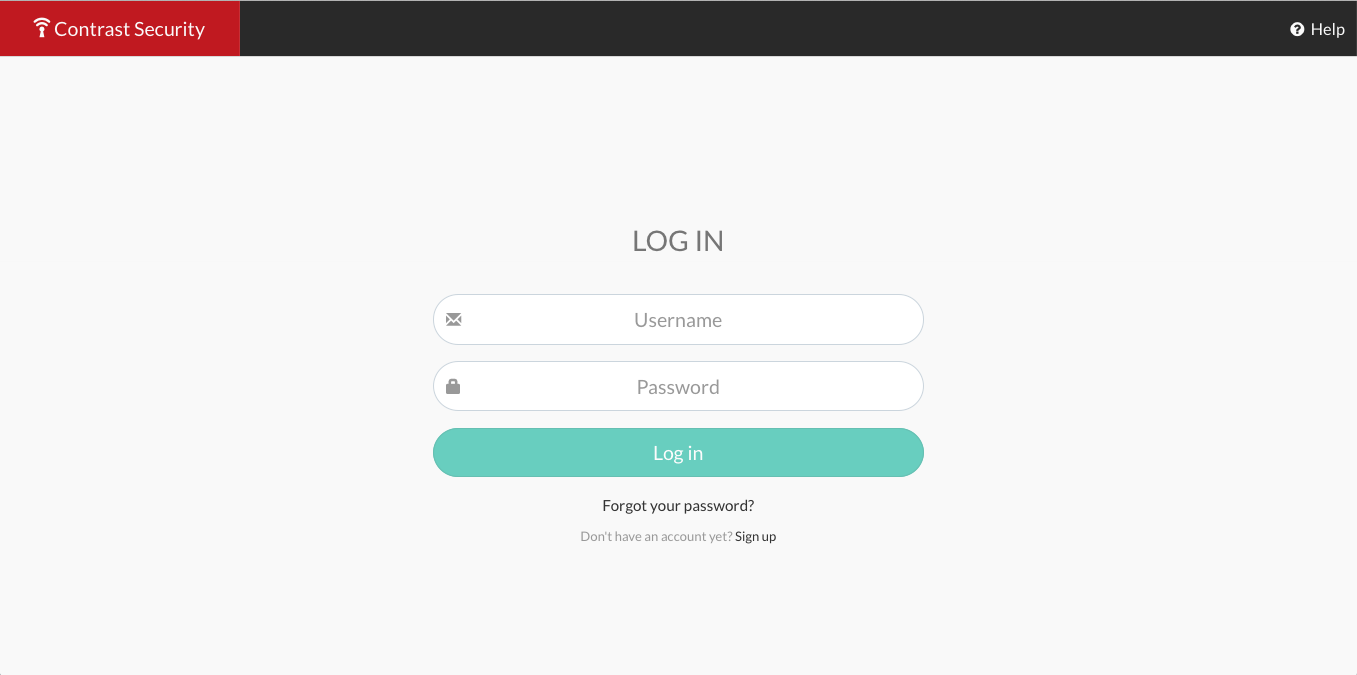 Contrast Security
Help
LOG IN
Username
Password
Log in
Forgot your password?
Don't have an account yet? Sign up